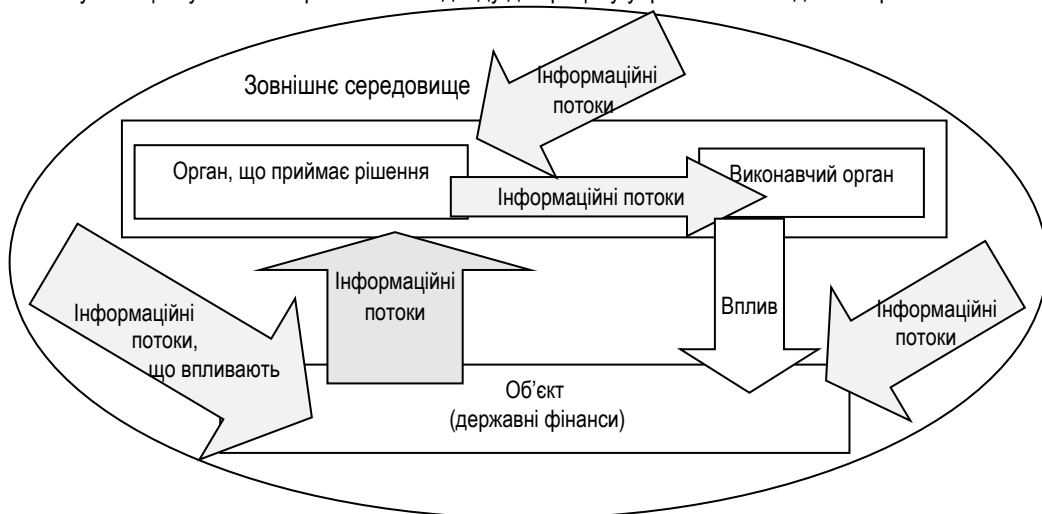 Інформаційні
потоки
Зовнішнє середовище
Орган, що приймає рішення
Виконавчий орган
Інформаційні потоки
Інформаційні
потоки
Вплив
Інформаційні
потоки
Інформаційні
потоки,
що впливають
Об’єкт
(державні фінанси)